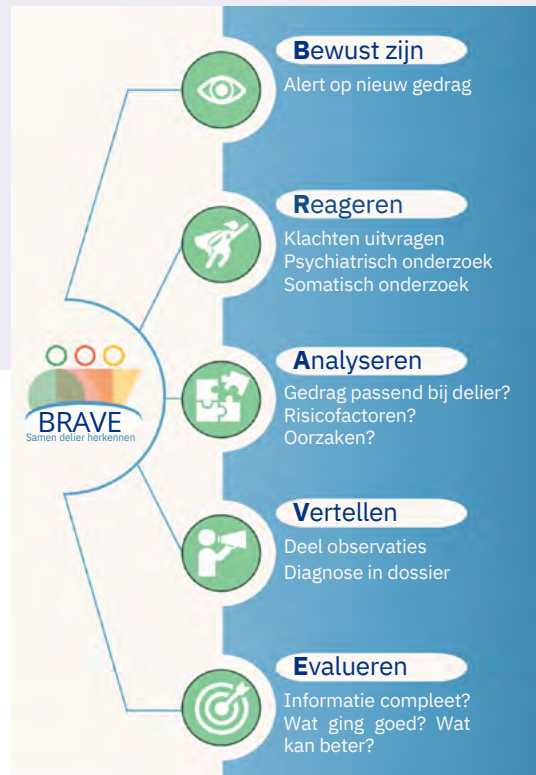 Bewust zijn
Alert op nieuw gedrag
Reageren
Klachten uitvragen
Psychiatrisch onderzoek
Somatisch onderzoek
BRAVE
Samen delier herkennen
Analyseren
Gedrag passend bij delier?
Risicofactoren?
Oorzaken?
Vertellen
Deel observaties
Diagnose in dossier
Evalueren
Informatie compleet?
Wat ging goed? Wat
kan beter?